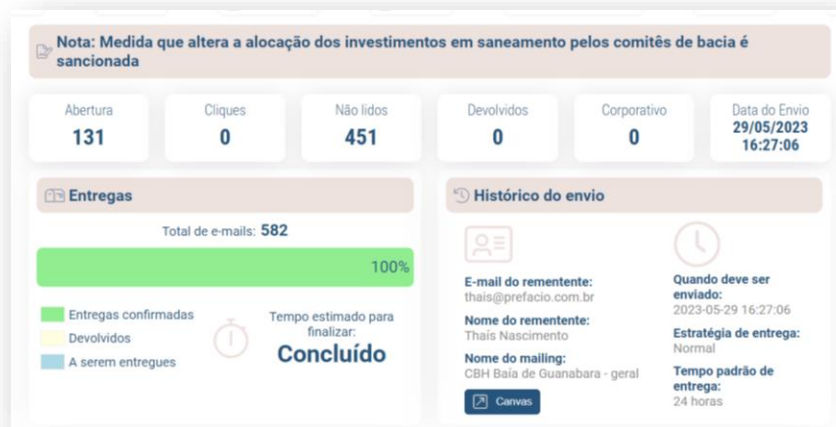 Nota: Medida que altera a alocação dos investimentos em saneamento pelos comitês de bacia é
sancionada
Abertura
131
Cliques
0
Não lidos
451
Devolvidos
0
Corporativo
0
Data do Envio
29/05/2023
16:27:06
Entregas
Total de e-mails: 582
100%
Entregas confirmadas
Devolvidos
A serem entregues
Tempo estimado para
finalizar:
Concluído
Histórico do envio
E-mail do rementente:
thais@prefacio.com.br
Nome do rementente:
Thaís Nascimento
Nome do mailing:
CBH Baía de Guanabara - geral
Canvas
Quando deve ser
enviado:
2023-05-29 16:27:06
Estratégia de entrega:
Normal
Tempo padrão de
entrega:
24 horas